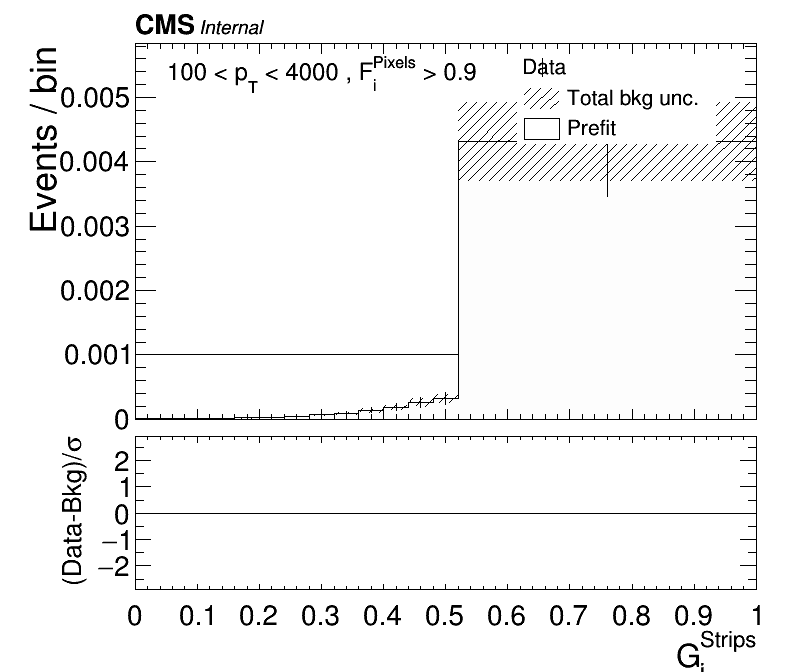 CMS Internal
100 < p_T < 4000 , F_i^Pixels > 0.9
Data
Total bkg unc.
Prefit
Events / bin
0.005
0.004
0.003
0.002
0.001
0
(Data-Bkg)/σ
2
1
0
−1
−2
0 0.1 0.2 0.3 0.4 0.5 0.6 0.7 0.8 0.9 1
G_i^Strips